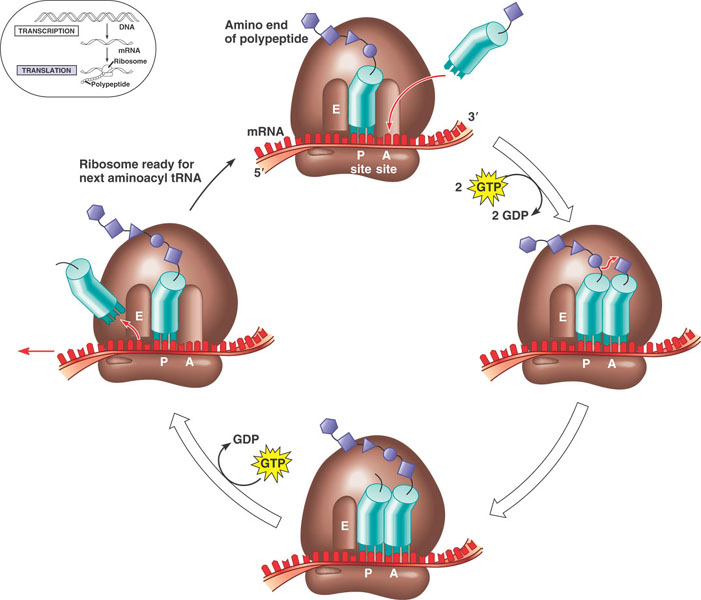 TRANSCRIPTION
DNA
mRNA
Ribosome
TRANSLATION
Polypeptide
Amino end
of polypeptide
E
mRNA
3′
P A
site site
5′
Ribosome ready for
next aminoacyl tRNA
2 GTP
2 GDP
E
P A
E
P A
GDP
GTP
E
P A